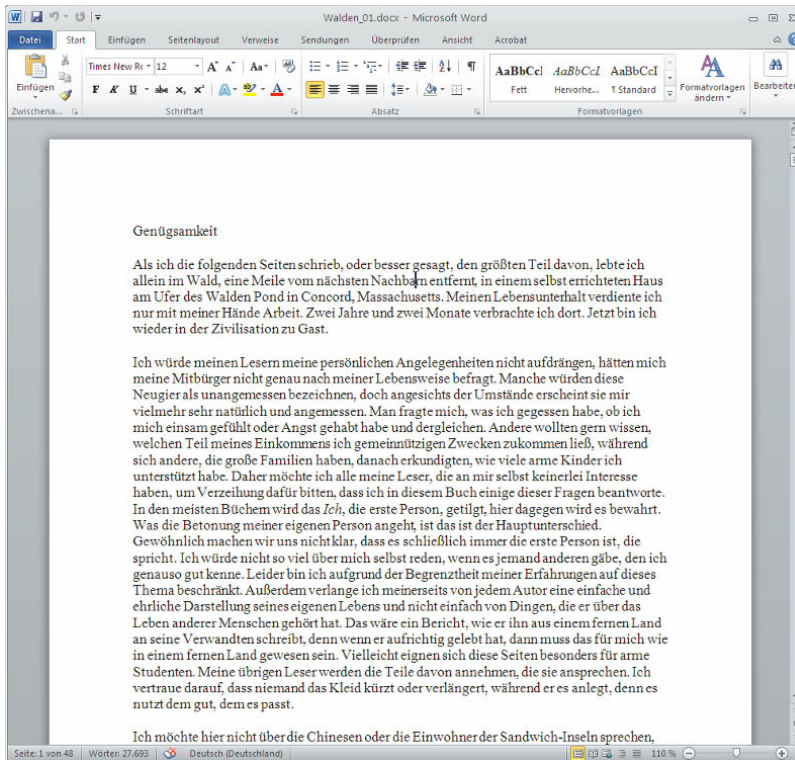 Walden_01.docx - Microsoft Word
Datei Start Einfügen Seitenlayout Verweise Sendungen Überprüfen Ansicht Acrobat
Einfügen
Times New Rc 12
F K U abc x₂ x²
AaBbCcl AaBbCcI AaBbCcI
Fett Hervorhe... ¶ Standard
Formatvorlagen ändern
Bearbeiten
Zwischena... Schriftart Absatz Formatvorlagen
Genügsamkeit
Als ich die folgenden Seiten schrieb, oder besser gesagt, den größten Teil davon, lebte ich
allein im Wald, eine Meile vom nächsten Nachbarn entfernt, in einem selbst errichteten Haus
am Ufer des Walden Pond in Concord, Massachusetts. Meinen Lebensunterhalt verdiente ich
nur mit meiner Hände Arbeit. Zwei Jahre und zwei Monate verbrachte ich dort. Jetzt bin ich
wieder in der Zivilisation zu Gast.
Ich würde meinen Lesern meine persönlichen Angelegenheiten nicht aufdrängen, hätten mich
meine Mitbürger nicht genau nach meiner Lebensweise befragt. Manche würden diese
Neugier als unangemessen bezeichnen, doch angesichts der Umstände erscheint sie mir
vielmehr sehr natürlich und angemessen. Man fragte mich, was ich gegessen habe, ob ich
mich einsam gefühlt oder Angst gehabt habe und dergleichen. Andere wollten gern wissen,
welchen Teil meines Einkommens ich gemeinnützigen Zwecken zukommen ließ, während
sich andere, die große Familien haben, danach erkundigten, wie viele arme Kinder ich
unterstützt habe. Daher möchte ich alle meine Leser, die an mir selbst keinerlei Interesse
haben, um Verzeihung dafür bitten, dass ich in diesem Buch einige dieser Fragen beantworte.
In den meisten Büchern wird das Ich, die erste Person, getilgt, hier dagegen wird es bewahrt.
Was die Betonung meiner eigenen Person angeht, ist das ist der Hauptunterschied.
Gewöhnlich machen wir uns nicht klar, dass es schließlich immer die erste Person ist, die
spricht. Ich würde nicht so viel über mich selbst reden, wenn es jemand anderen gäbe, den ich
genauso gut kenne. Leider bin ich aufgrund der Begrenztheit meiner Erfahrungen auf dieses
Thema beschränkt. Außerdem verlange ich meinerseits von jedem Autor eine einfache und
ehrliche Darstellung seines eigenen Lebens und nicht einfach von Dingen, die er über das
Leben anderer Menschen gehört hat. Das wäre ein Bericht, wie er ihn aus einem fernen Land
an seine Verwandten schreibt, denn wenn er aufrichtig gelebt hat, dann muss das für mich wie
in einem fernen Land gewesen sein. Vielleicht eignen sich diese Seiten besonders für arme
Studenten. Meine übrigen Leser werden die Teile davon annehmen, die sie ansprechen. Ich
vertraue darauf, dass niemand das Kleid kürzt oder verlängert, während er es anlegt, denn es
nutzt dem gut, dem es passt.
Ich möchte hier nicht über die Chinesen oder die Einwohner der Sandwich-Inseln sprechen,
Seite: 1 von 48 Wörter: 27.693 Deutsch (Deutschland) 110 %